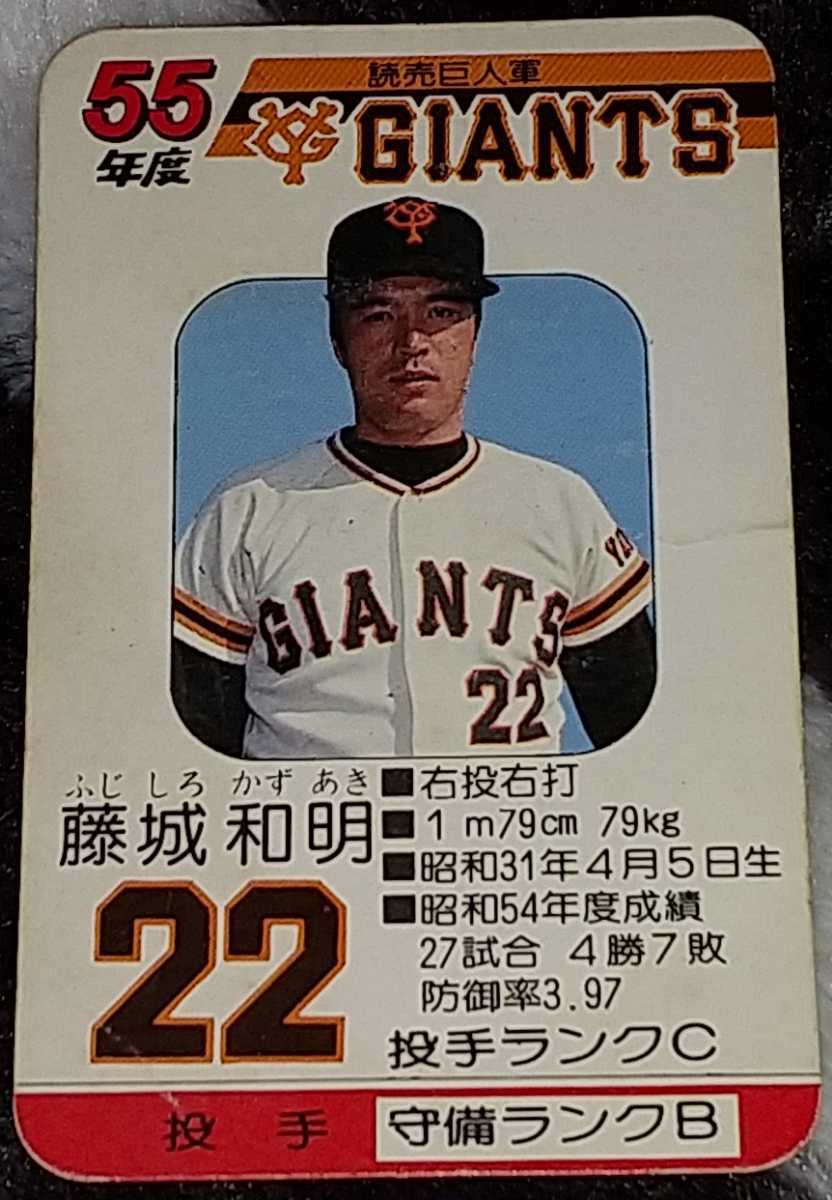 55
年度
読売巨人軍
YG GIANTS
GIANTS
22
ふじ しろ かず あき
藤城 和明
22
■右投右打
■1m79cm 79kg
■昭和31年4月5日生
■昭和54年度成績
27試合 4勝7敗
防御率3.97
投手ランクC
投手
守備ランクB